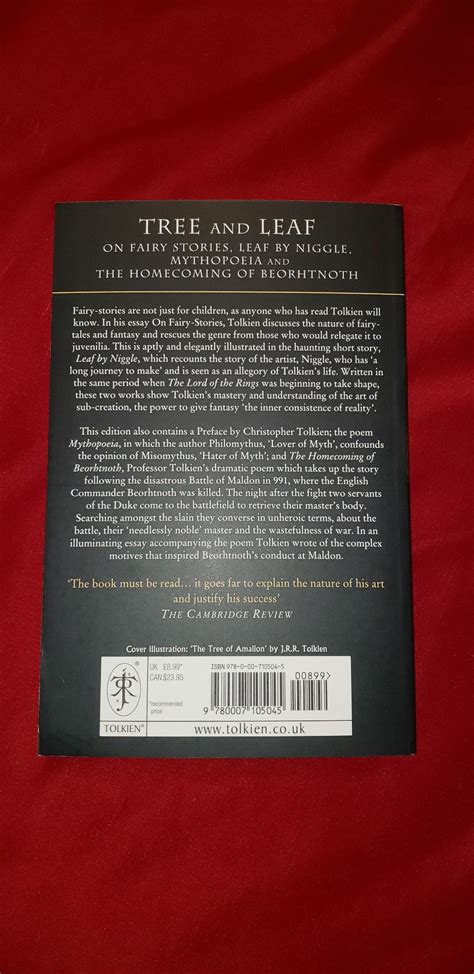 TREE AND LEAF
ON FAIRY STORIES, LEAF BY NIGGLE,
MYTHOPOEIA AND
THE HOMECOMING OF BEORHTNOTH
Fairy-stories are not just for children, as anyone who has read Tolkien will
know. In his essay On Fairy-Stories, Tolkien discusses the nature of fairy-
tales and fantasy and rescues the genre from those who would relegate it to
juvenilia. This is aptly and elegantly illustrated in the haunting short story,
Leaf by Niggle, which recounts the story of the artist, Niggle, who has ‘a
long journey to make’ and is seen as an allegory of Tolkien’s life. Written in
the same period when The Lord of the Rings was beginning to take shape,
these two works show Tolkien’s mastery and understanding of the art of
sub-creation, the power to give fantasy ‘the inner consistence of reality’.
This edition also contains a Preface by Christopher Tolkien; the poem
Mythopoeia, in which the author Philomythus, ‘Lover of Myth’, confounds
the opinion of Misomythus, ‘Hater of Myth’; and The Homecoming of
Beorhtnoth, Professor Tolkien’s dramatic poem which takes up the story
following the disastrous Battle of Maldon in 991, where the English
Commander Beorhtnoth was killed. The night after the fight two servants
of the Duke come to the battlefield to retrieve their master’s body.
Searching amongst the slain they converse in unheroic terms, about the
battle, their ‘needlessly noble’ master and the wastefulness of war. In an
illuminating essay accompanying the poem Tolkien wrote of the complex
motives that inspired Beorhtnoth’s conduct at Maldon.
‘The book must be read... it goes far to explain the nature of his art
and justify his success’
THE CAMBRIDGE REVIEW
Cover illustration: ‘The Tree of Amalion’ by J.R.R. Tolkien
UK £8.99*
CAN $23.95
*recommended
price
ISBN 978-0-00-710504-5
00899>
9 780007 105045
TOLKIEN®
www.tolkien.co.uk